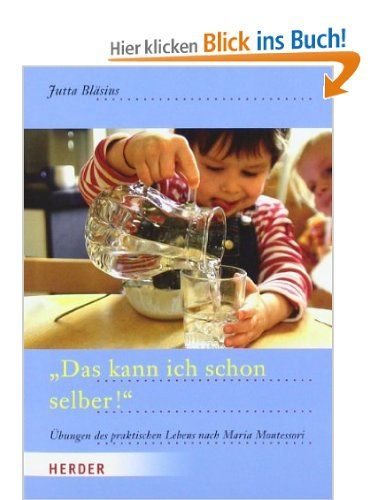 Hier klicken Blick ins Buch!
Jutta Bläsius
„Das kann ich schon
selber!“
Übungen des praktischen Lebens nach Maria Montessori
HERDER